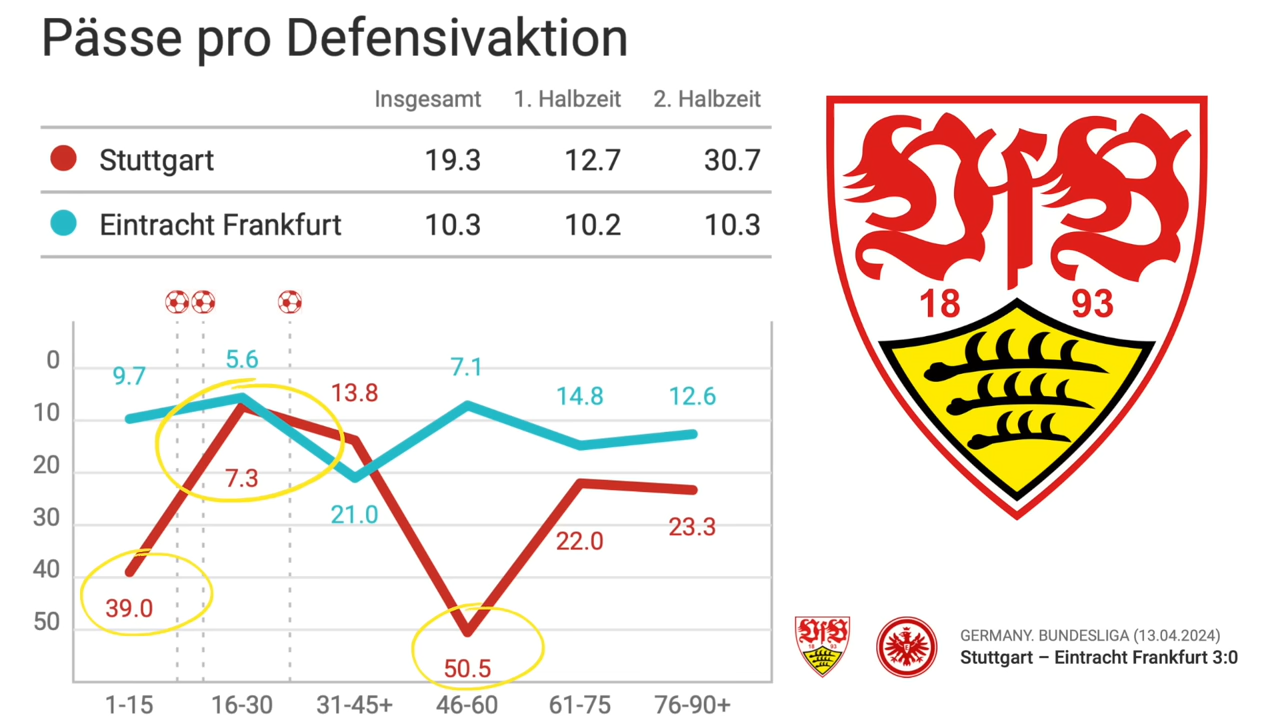 Pässe pro Defensivaktion
Insgesamt 1. Halbzeit 2. Halbzeit
Stuttgart 19.3 12.7 30.7
Eintracht Frankfurt 10.3 10.2 10.3
VfB
18 93
0
10
20
30
40
50
9.7 5.6 21.0 7.1 14.8 12.6
39.0 7.3 13.8 50.5 22.0 23.3
1-15 16-30 31-45+ 46-60 61-75 76-90+
VfB
18 93
GERMANY. BUNDESLIGA (13.04.2024)
Stuttgart – Eintracht Frankfurt 3:0